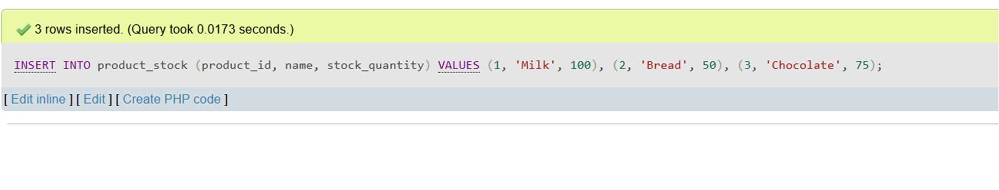 3 rows inserted. (Query took 0.0173 seconds.)
INSERT INTO product_stock (product_id, name, stock_quantity) VALUES (1, 'Milk', 100), (2, 'Bread', 50), (3, 'Chocolate', 75);
[ Edit inline ] [ Edit ] [ Create PHP code ]